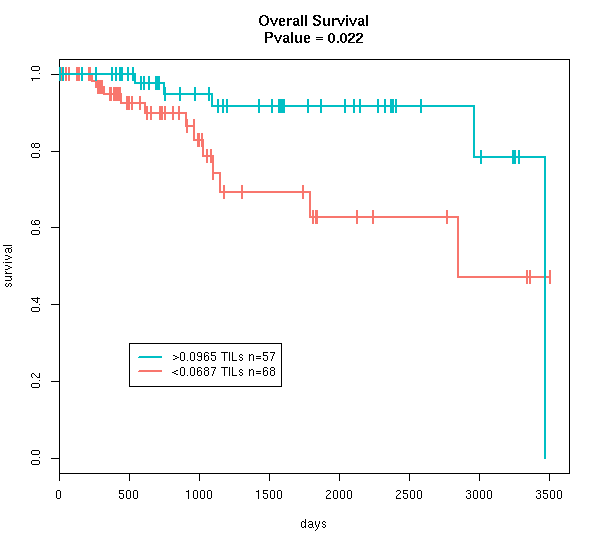 Overall Survival
Pvalue = 0.022
survival
1.0
0.8
0.6
0.4
0.2
0.0
>0.0965 TILs n=57
<0.0687 TILs n=68
0 500 1000 1500 2000 2500 3000 3500
days